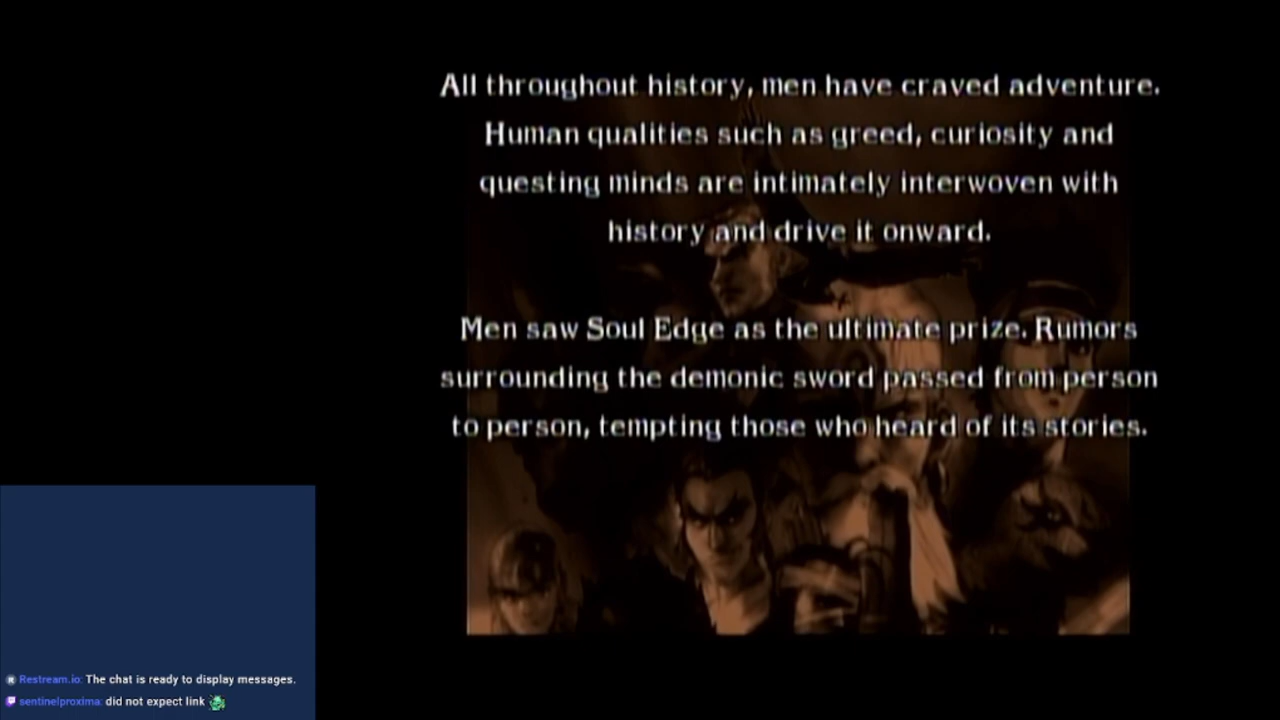 All throughout history, men have craved adventure.
Human qualities such as greed, curiosity and
questing minds are intimately interwoven with
history and drive it onward.
Men saw Soul Edge as the ultimate prize. Rumors
surrounding the demonic sword passed from person
to person, tempting those who heard of its stories.
Restream.io: The chat is ready to display messages.
sentinelproxima: did not expect link